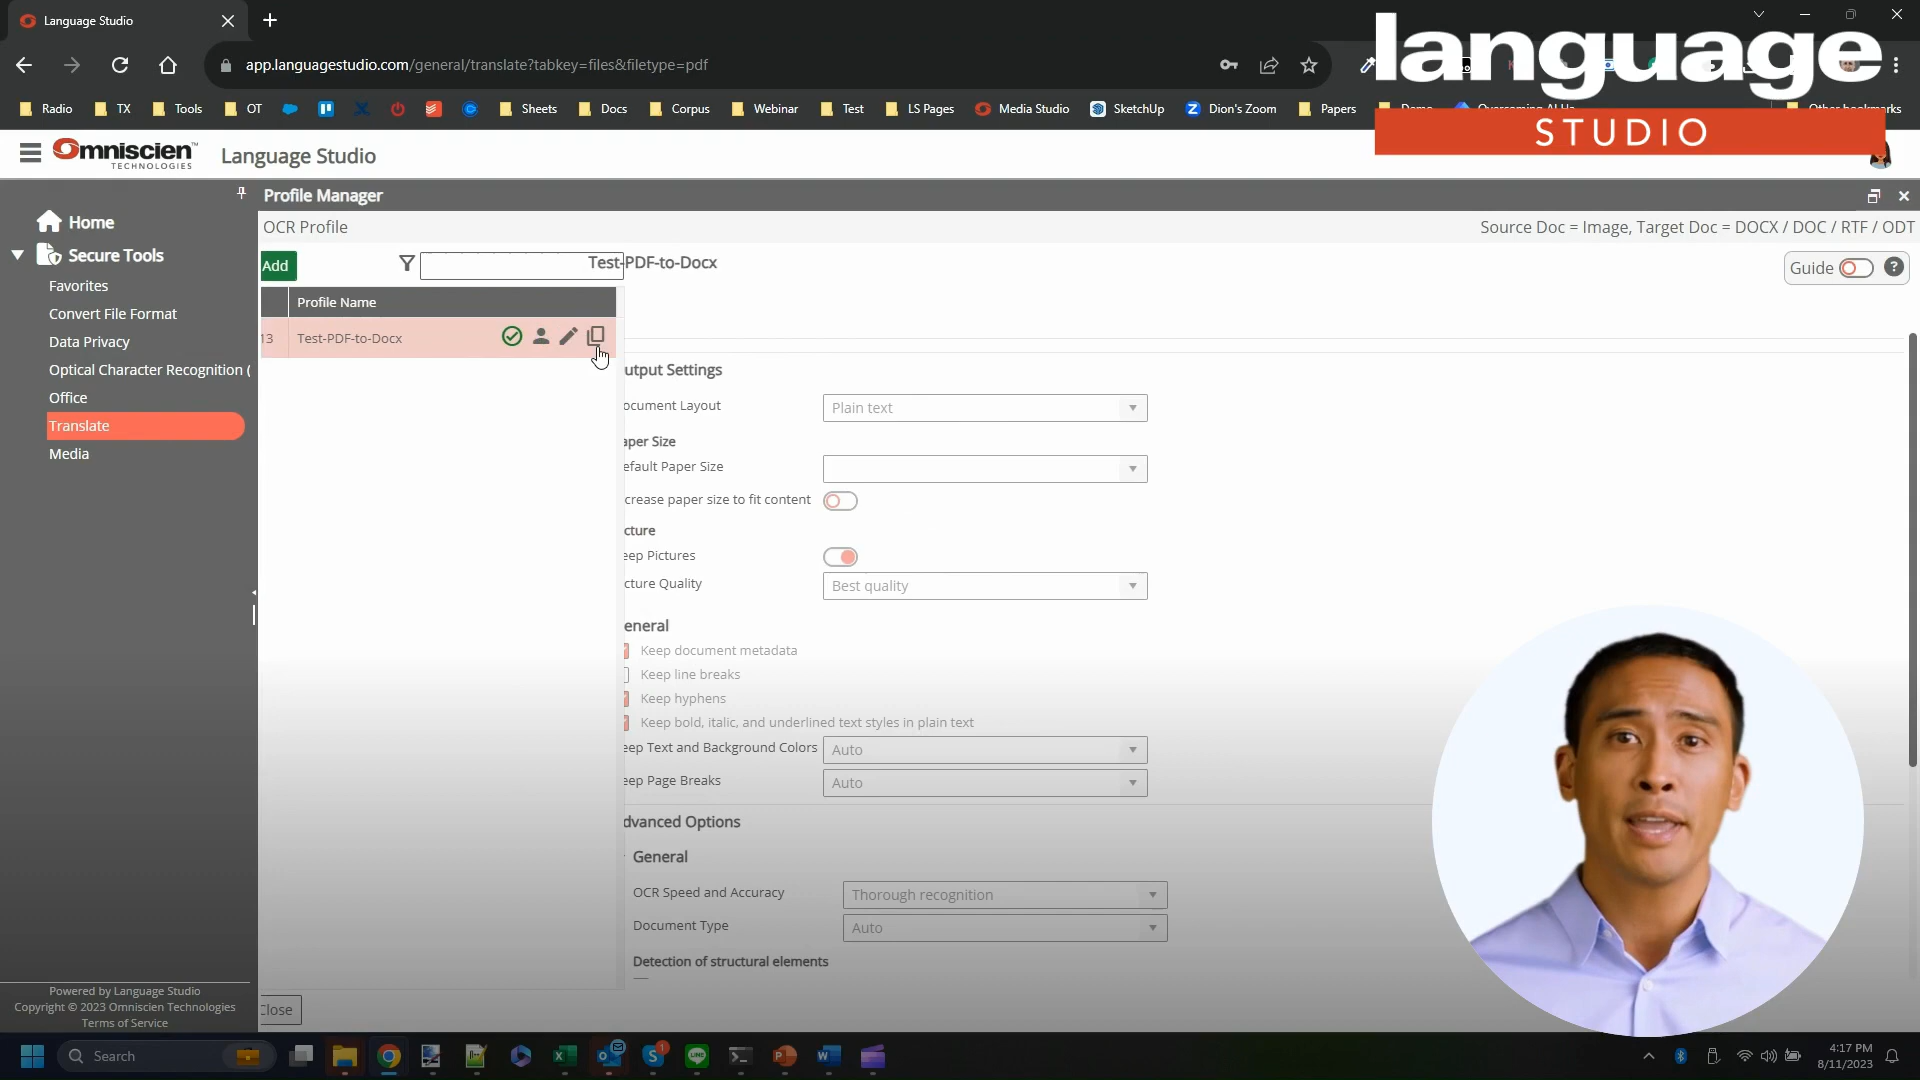 Language Studio
language
STUDIO
app.languagestudio.com/general/translate?tabkey=files&filetype=pdf
Radio TX Tools OT Sheets Docs Corpus Webinar Test LS Pages Media Studio SketchUp Dion's Zoom Papers
Omniscien
TECHNOLOGIES
Language Studio
Profile Manager
OCR Profile
Source Doc = Image, Target Doc = DOCX / DOC / RTF / ODT
Home
Secure Tools
Favorites
Convert File Format
Data Privacy
Optical Character Recognition (
Office
Translate
Media
Add
Test-PDF-to-Docx
Guide
?
Profile Name
13 Test-PDF-to-Docx
utput Settings
ocument Layout Plain text
aper Size
efault Paper Size
crease paper size to fit content
cture
eep Pictures
cture Quality Best quality
eneral
Keep document metadata
Keep line breaks
Keep hyphens
Keep bold, italic, and underlined text styles in plain text
eep Text and Background Colors Auto
eep Page Breaks Auto
dvanced Options
General
OCR Speed and Accuracy Thorough recognition
Document Type Auto
Detection of structural elements
Close
Powered by Language Studio
Copyright © 2023 Omniscien Technologies
Terms of Service
Search
4:17 PM
8/11/2023